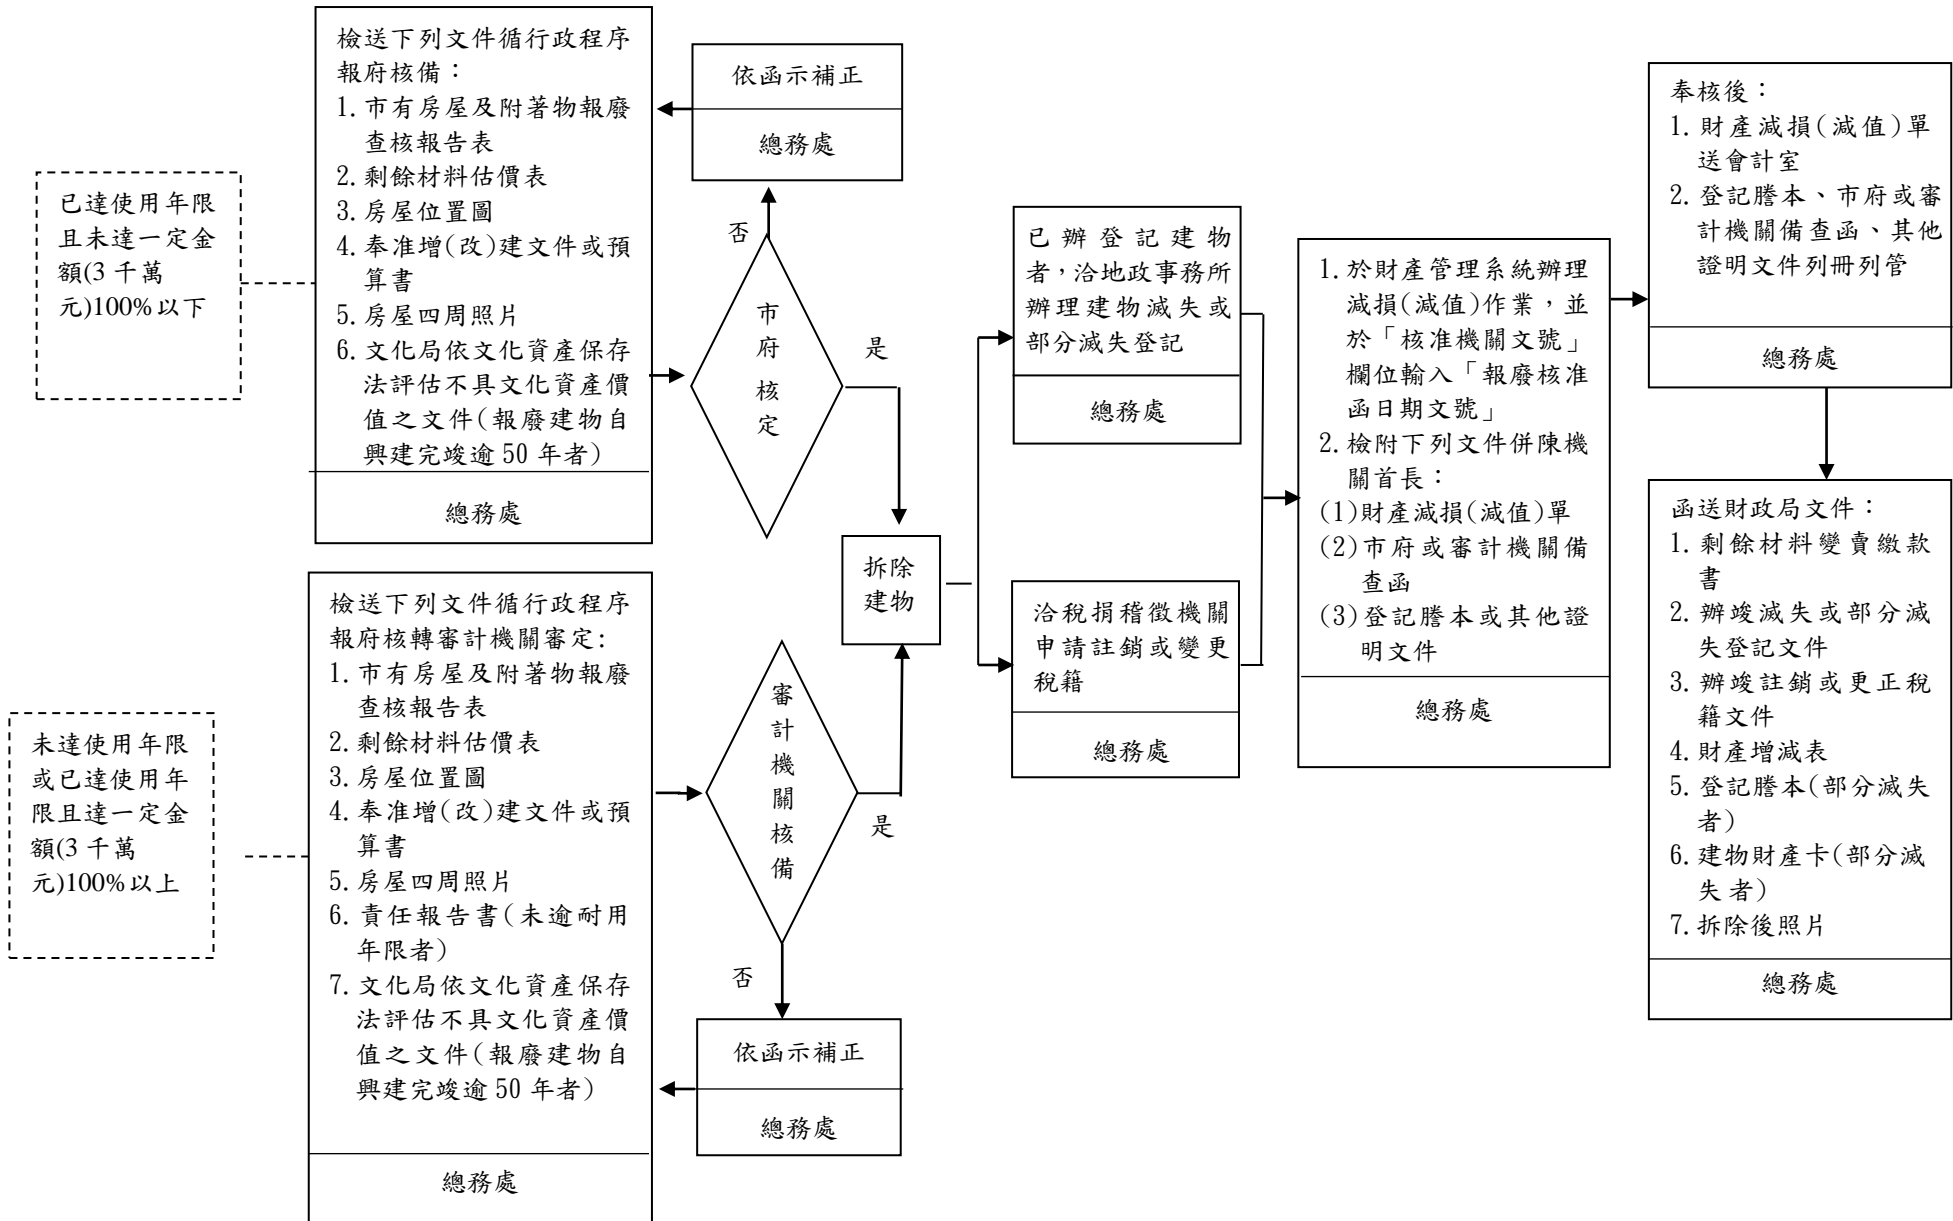 已達使用年限
且未達一定金
額(3 千萬
元)100%以下
檢送下列文件循行政程序
報府核備：
1.市有房屋及附著物報廢
查核報告表
2.剩餘材料估價表
3.房屋位置圖
4.奉准增(改)建文件或預
算書
5.房屋四周照片
6.文化局依文化資產保存
法評估不具文化資產價
值之文件(報廢建物自
興建完竣逾 50 年者)
總務處
依函示補正
總務處
否
市
府
核
定
是
未達使用年限
或已達使用年
限且達一定金
額(3 千萬
元)100%以上
檢送下列文件循行政程序
報府核轉審計機關審定:
1.市有房屋及附著物報廢
查核報告表
2.剩餘材料估價表
3.房屋位置圖
4.奉准增(改)建文件或預
算書
5.房屋四周照片
6.責任報告書(未逾耐用
年限者)
7.文化局依文化資產保存
法評估不具文化資產價
值之文件(報廢建物自
興建完竣逾 50 年者)
總務處
審
計
機
關
核
備
是
否
依函示補正
總務處
拆除
建物
已辦登記建物
者，洽地政事務所
辦理建物滅失或
部分滅失登記
總務處
洽稅捐稽徵機關
申請註銷或變更
稅籍
總務處
1.於財產管理系統辦理
減損(減值)作業，並
於「核准機關文號」
欄位輸入「報廢核准
函日期文號」
2.檢附下列文件併陳機
關首長：
(1)財產減損(減值)單
(2)市府或審計機關備
查函
(3)登記謄本或其他證
明文件
總務處
奉核後：
1.財產減損(減值)單
送會計室
2.登記謄本、市府或審
計機關備查函、其他
證明文件列冊列管
總務處
函送財政局文件：
1.剩餘材料變賣繳款
書
2.辦竣滅失或部分滅
失登記文件
3.辦竣註銷或更正稅
籍文件
4.財產增減表
5.登記謄本(部分滅失
者)
6.建物財產卡(部分滅
失者)
7.拆除後照片
總務處